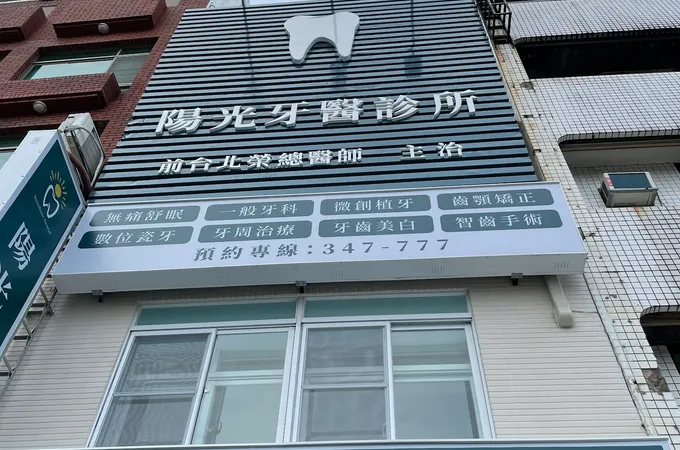 陽光牙醫診所
前台北榮總醫師 主治
無痛舒眠 一般牙科 微創植牙 齒顎矯正
數位瓷牙 牙周治療 牙齒美白 智齒手術
預約專線：347-777
陽光